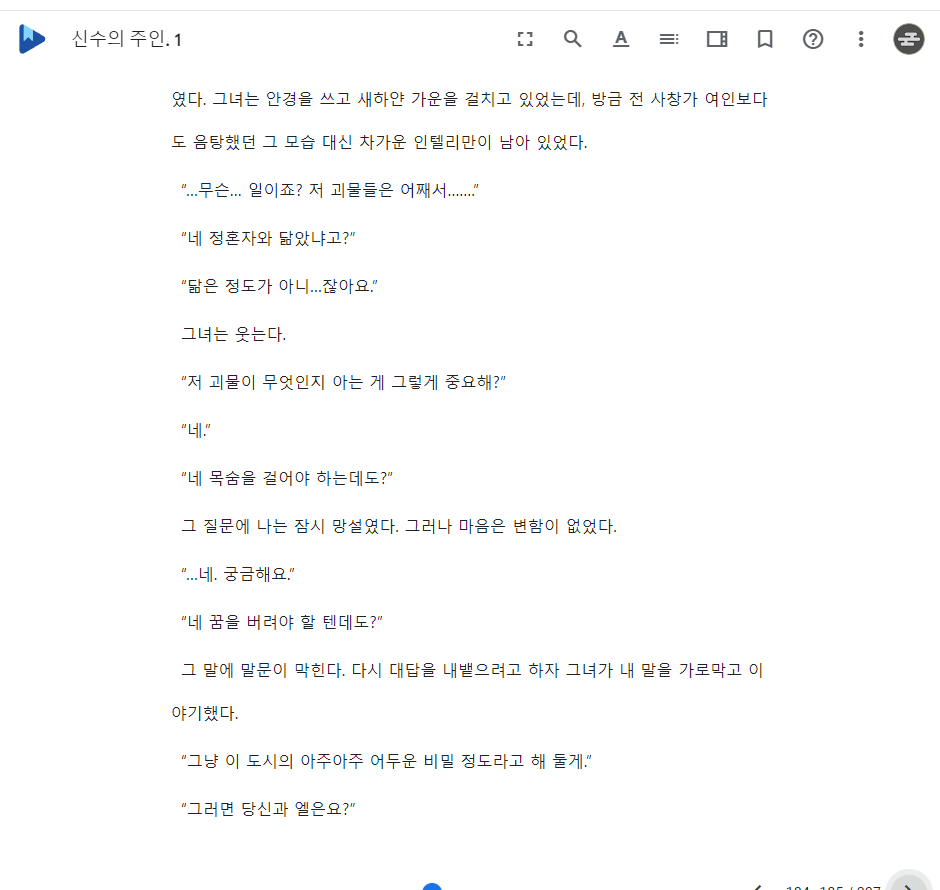 신수의 주인. 1
였다. 그녀는 안경을 쓰고 새하얀 가운을 걸치고 있었는데, 방금 전 사창가 여인보다
도 음탕했던 그 모습 대신 차가운 인텔리만이 남아 있었다.
“...무슨... 일이죠? 저 괴물들은 어째서.......”
“네 정혼자와 닮았냐고?”
“닮은 정도가 아니...잖아요.”
그녀는 웃는다.
“저 괴물이 무엇인지 아는 게 그렇게 중요해?”
“네.”
“네 목숨을 걸어야 하는데도?”
그 질문에 나는 잠시 망설였다. 그러나 마음은 변함이 없었다.
“...네. 궁금해요.”
“네 꿈을 버려야 할 텐데도?”
그 말에 말문이 막힌다. 다시 대답을 내뱉으려고 하자 그녀가 내 말을 가로막고 이
야기했다.
“그냥 이 도시의 아주아주 어두운 비밀 정도라고 해 둘게.”
“그러면 당신과 엘은요?”